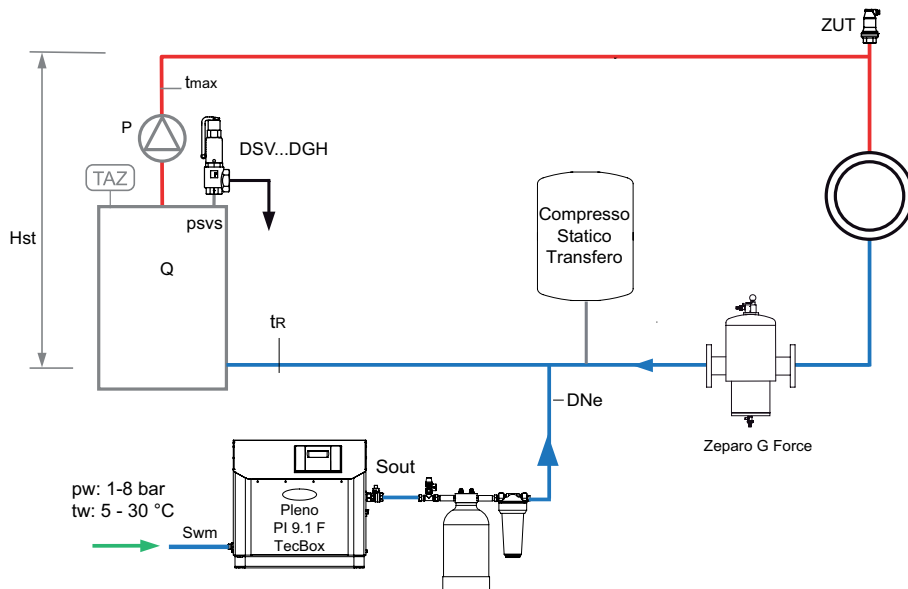 ZUT
tmax
P
DSV...DGH
TAZ
psvs
Hst
Q
Compresso
Statico
Transfero
tR
DNe
Zeparo G Force
Sout
pw: 1-8 bar
tw: 5 - 30 °C
Swm
Pleno
PI 9.1 F
TecBox